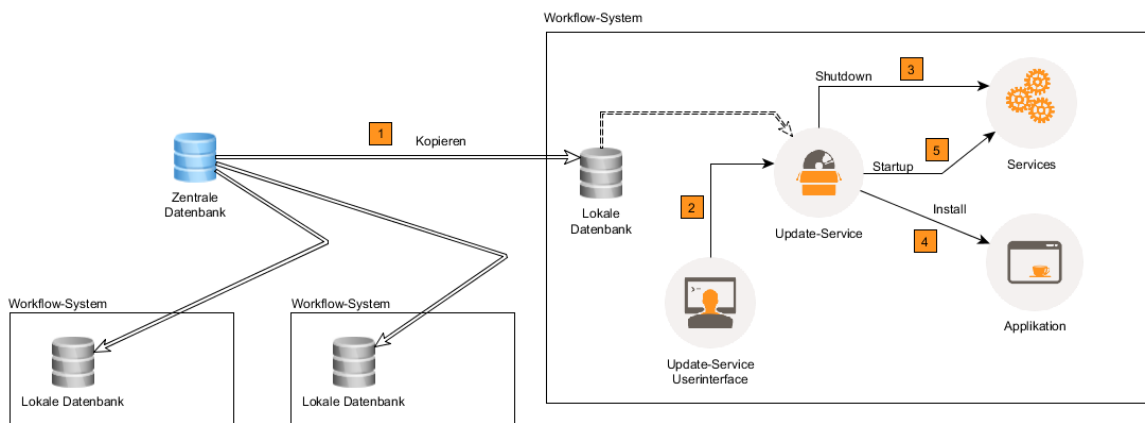 Workflow-System
Shutdown
3
Services
1
Kopieren
Zentrale
Datenbank
Lokale
Datenbank
2
Update-Service
Startup
5
Install
4
Applikation
Update-Service
Userinterface
Workflow-System
Lokale Datenbank
Workflow-System
Lokale Datenbank